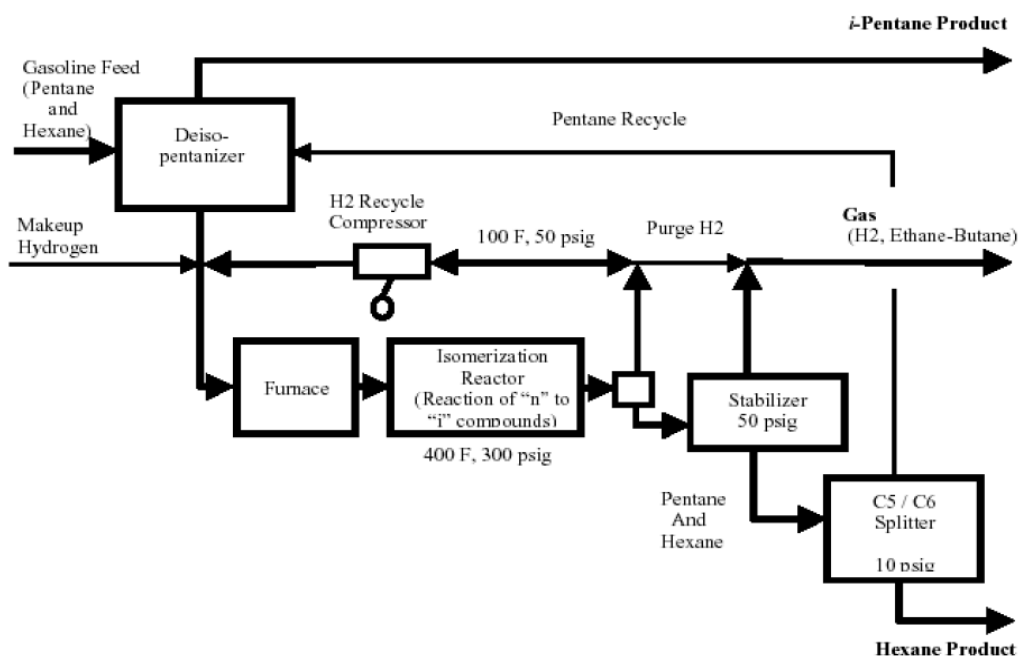 i-Pentane Product
Gasoline Feed
(Pentane
and
Hexane)
Deiso-
pentanizer
Pentane Recycle
H2 Recycle
Compressor
Makeup
Hydrogen
100 F, 50 psig
Purge H2
Gas
(H2, Ethane-Butane)
Furnace
Isomerization
Reactor
(Reaction of “n” to
“i” compounds)
400 F, 300 psig
Stabilizer
50 psig
Pentane
And
Hexane
C5 / C6
Splitter
10 psig
Hexane Product